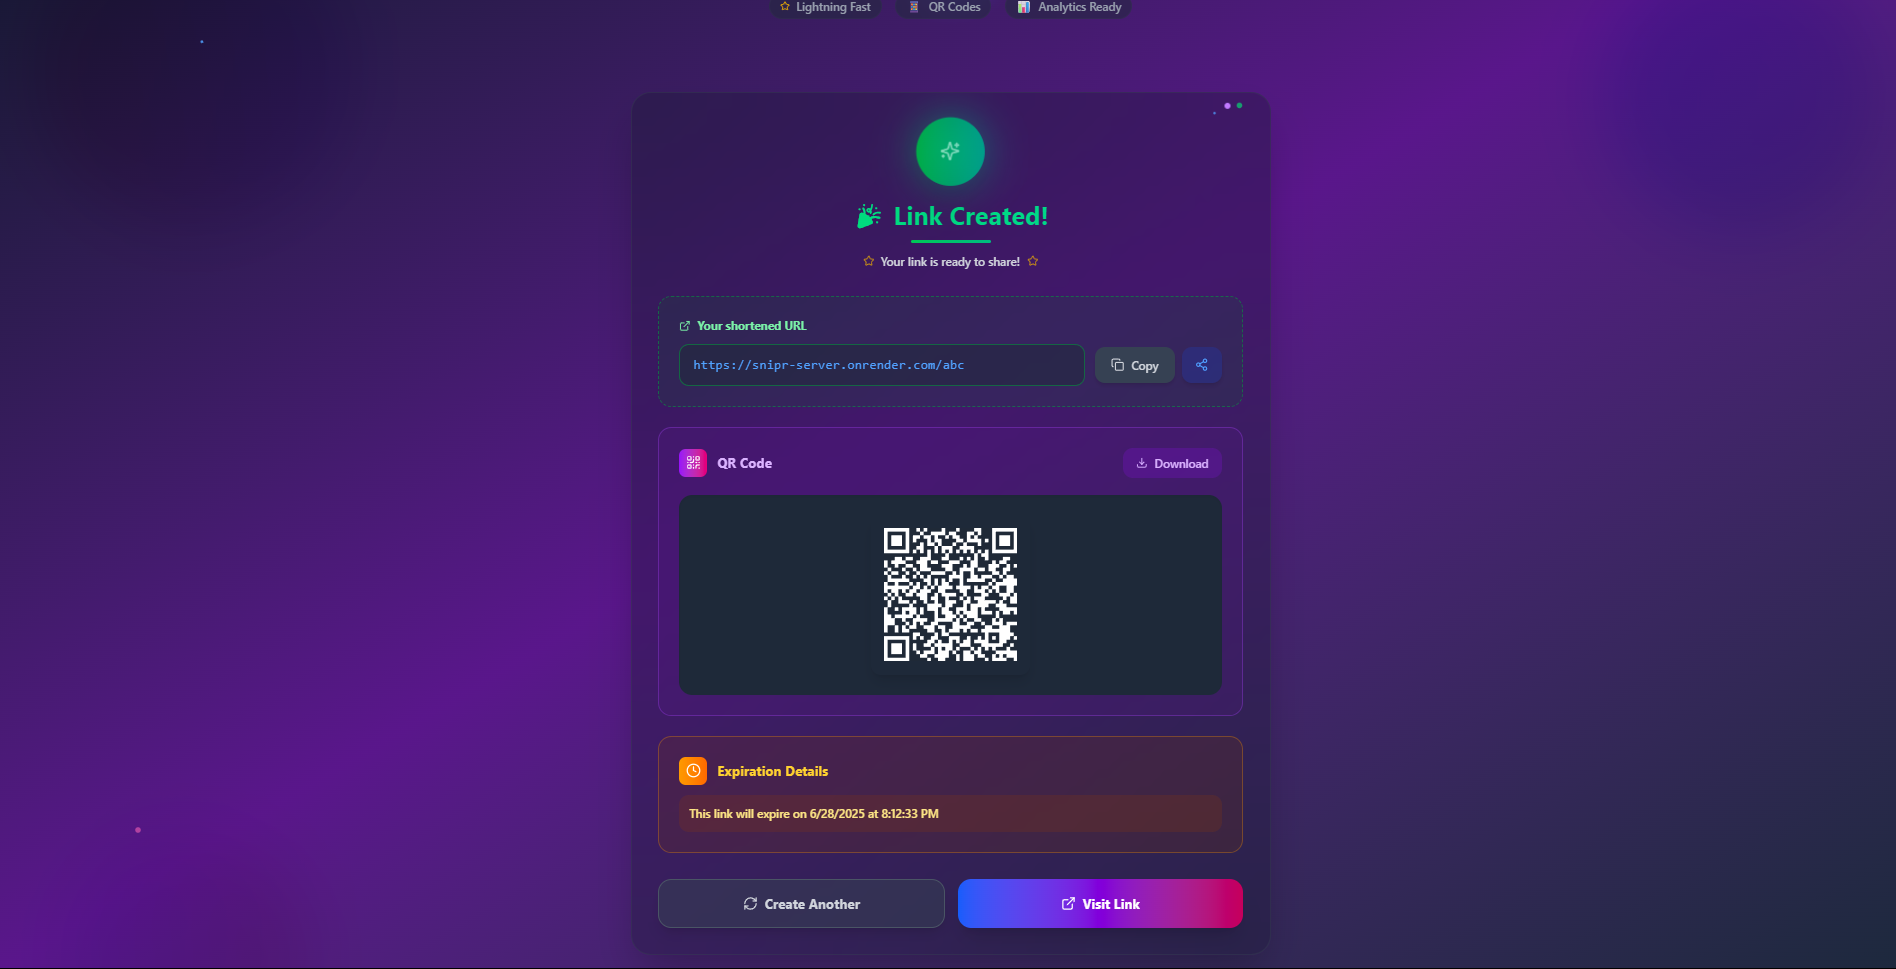 Lightning Fast
QR Codes
Analytics Ready
Link Created!
Your link is ready to share!
Your shortened URL
https://snipr-server.onrender.com/abc
Copy
QR Code
Download
Expiration Details
This link will expire on 6/28/2025 at 8:12:33 PM
Create Another
Visit Link